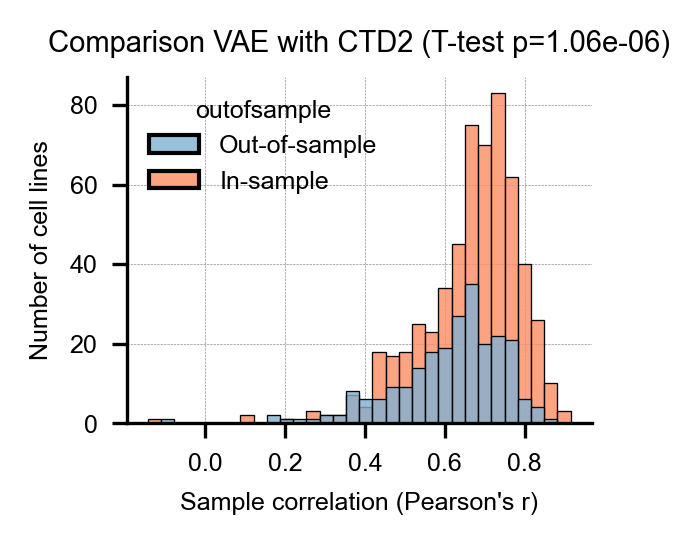 Comparison VAE with CTD2 (T-test p=1.06e-06)
80
60
40
20
0
Number of cell lines
outofsample
Out-of-sample
In-sample
0.0 0.2 0.4 0.6 0.8
Sample correlation (Pearson's r)